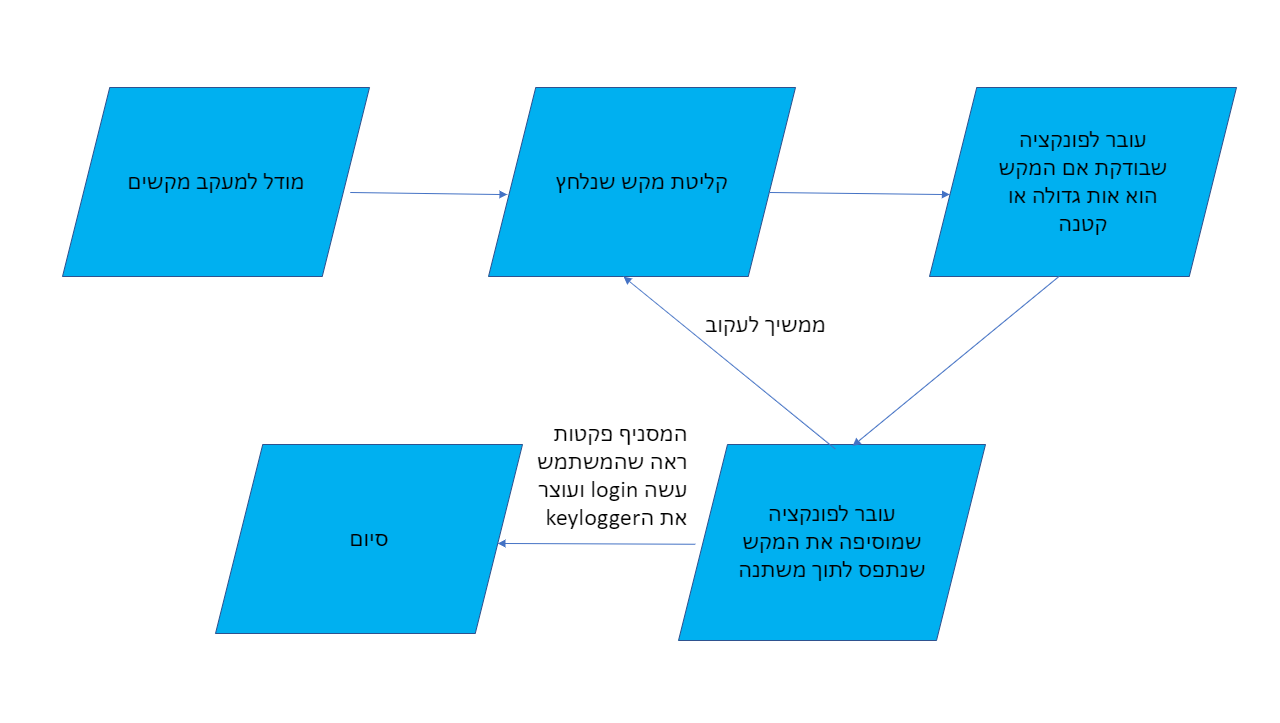 מודל למעקב מקשים
קליטת מקש שנלחץ
עובר לפונקציה
שבודקת אם המקש
הוא אות גדולה או
קטנה
ממשיך לעקוב
המסניף פקטות
ראה שהמשתמש
עשה login ועוצר
את הkeylogger
עובר לפונקציה
שמוסיפה את המקש
שנתפס לתוך משתנה
סיום